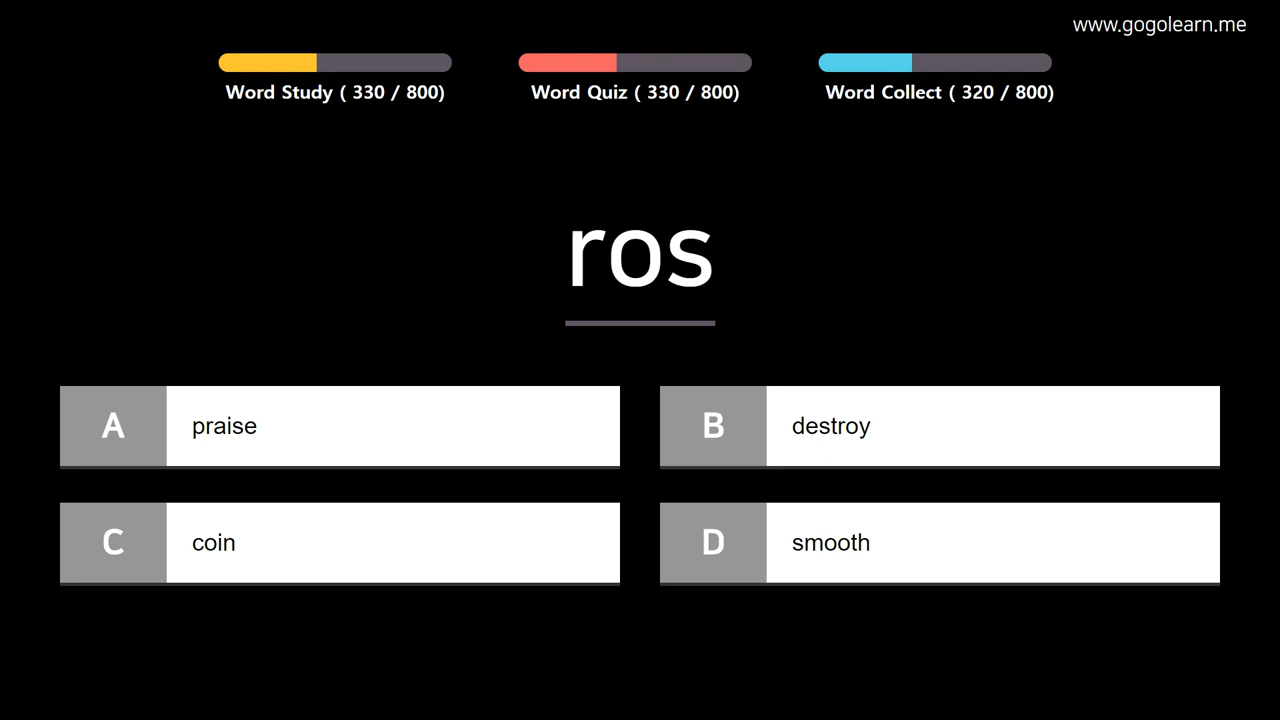 www.gogolearn.me
Word Study ( 330 / 800)
Word Quiz ( 330 / 800)
Word Collect ( 320 / 800)
ros
A praise
B destroy
C coin
D smooth